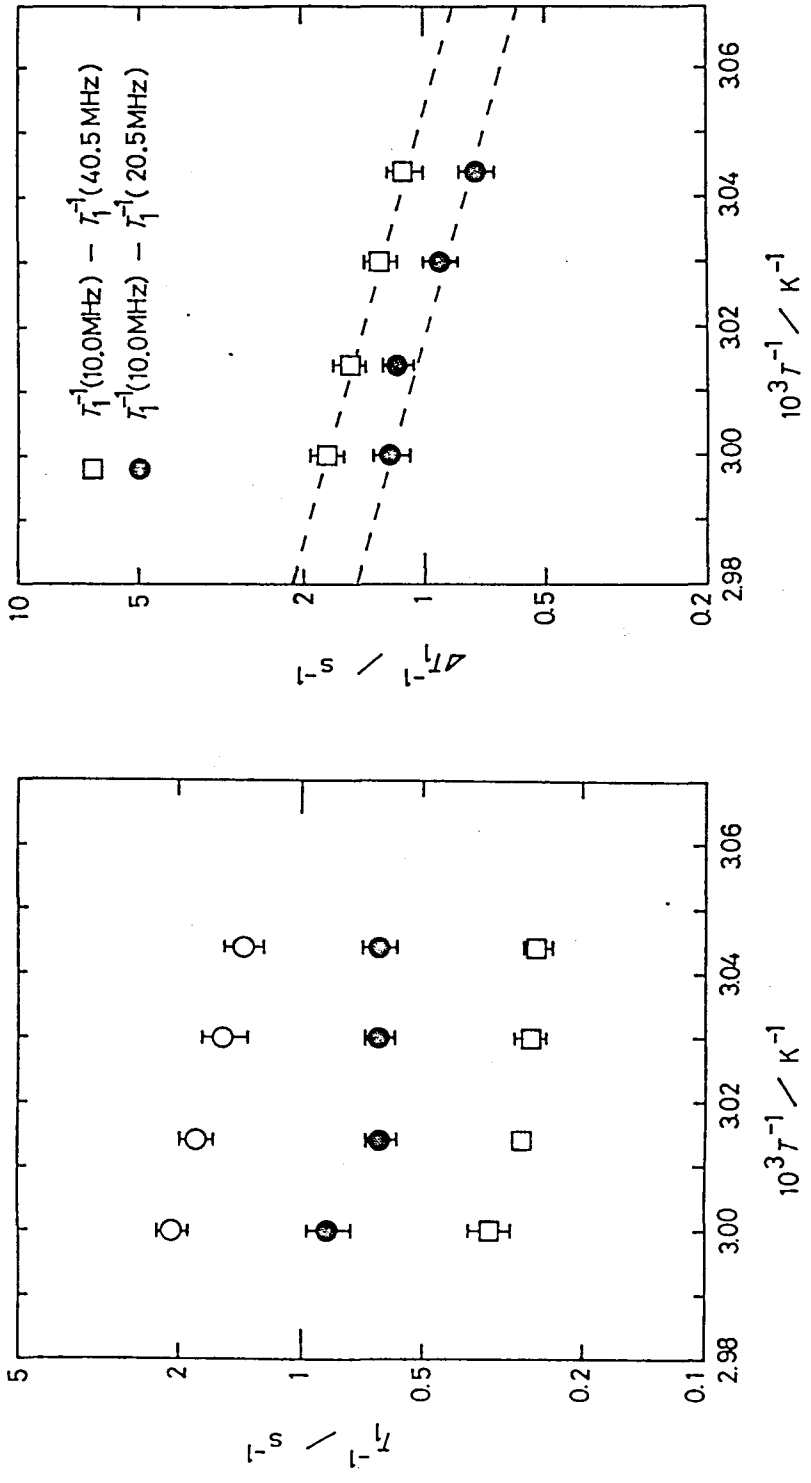 5
2
1
0.5
0.2
0.1
T₁⁻¹ / s⁻¹
2.98 3.00 3.02 3.04 3.06
10³T⁻¹ / K⁻¹
10
5
2
1
0.5
0.2
ΔT₁⁻¹ / s⁻¹
T₁⁻¹(10.0MHz) − T₁⁻¹(40.5MHz)
T₁⁻¹(10.0MHz) − T₁⁻¹(20.5MHz)
2.98 3.00 3.02 3.04 3.06
10³T⁻¹ / K⁻¹